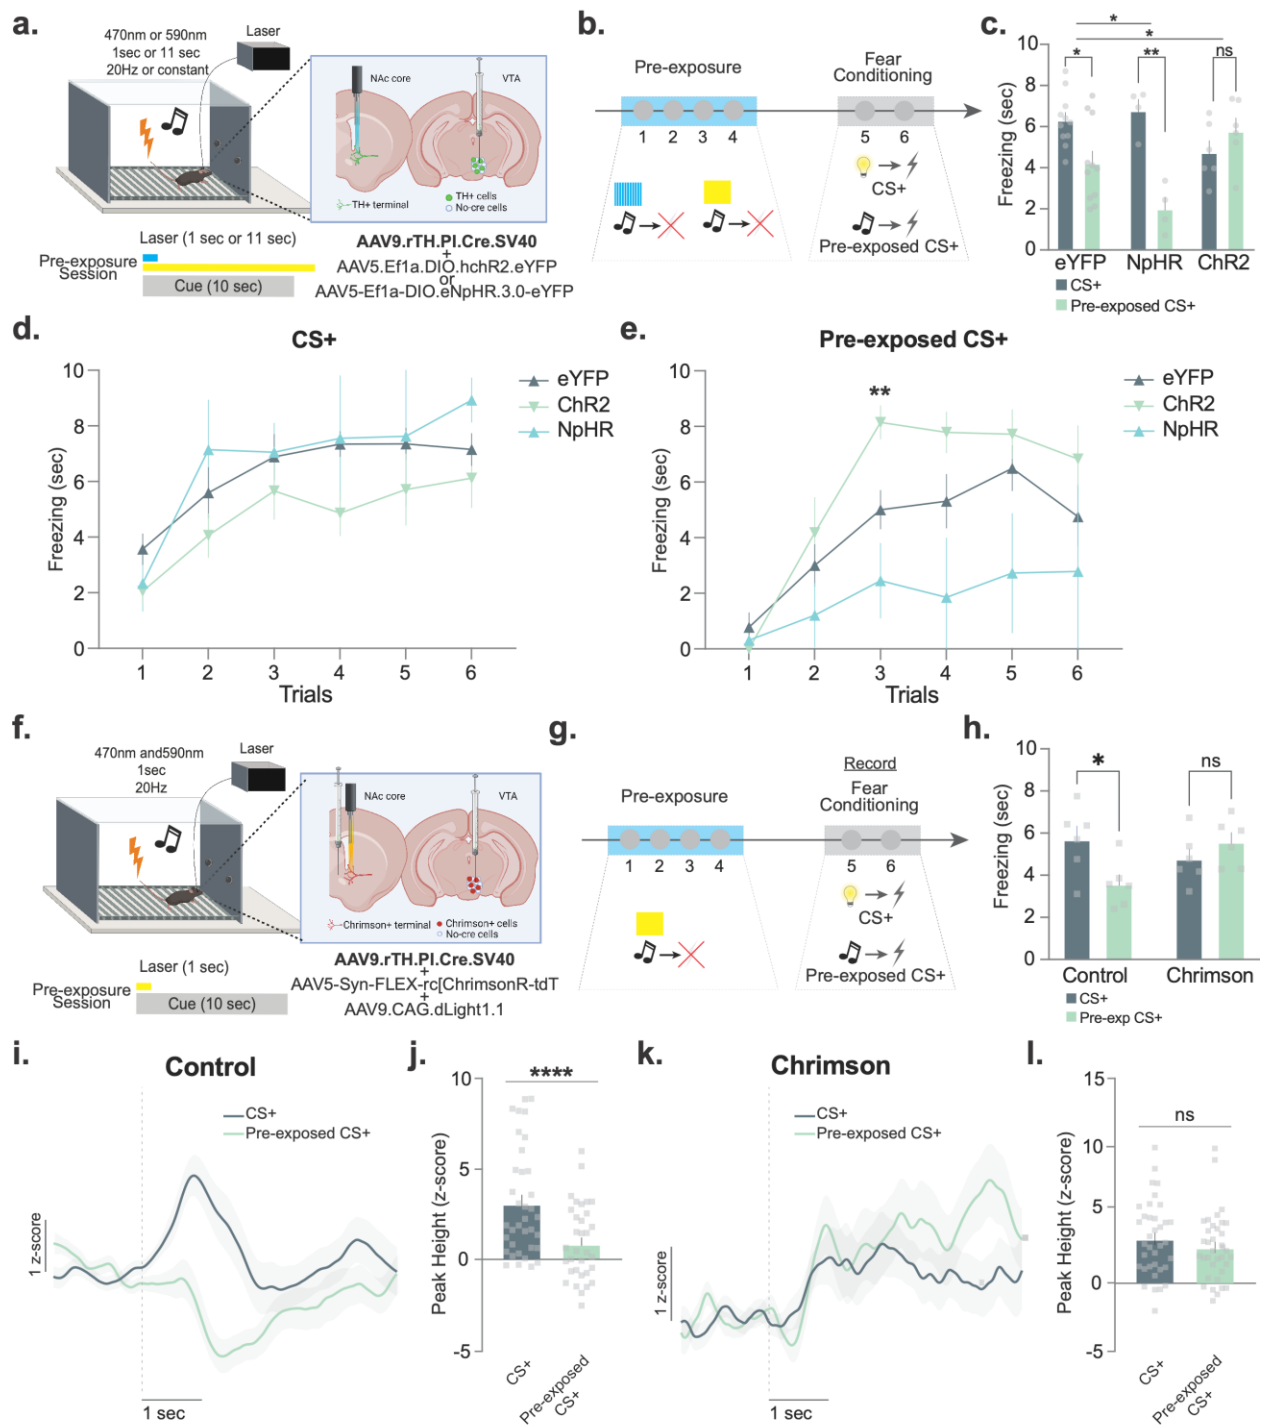 a.
470nm or 590nm
1sec or 11 sec
20Hz or constant
Laser
NAc core
VTA
TH+ terminal
TH+ cells
No-cre cells
Laser (1 sec or 11 sec)
Pre-exposure
Session
Cue (10 sec)
AAV9.rTH.PI.Cre.SV40
+
AAV5.Ef1a.DIO.hchR2.eYFP
or
AAV5-Ef1a-DIO.eNpHR.3.0-eYFP
b.
Pre-exposure
Fear
Conditioning
1 2 3 4
5 6
CS+
Pre-exposed CS+
c.
*
*
* ** ns
Freezing (sec)
10
8
6
4
2
0
eYFP NpHR ChR2
CS+
Pre-exposed CS+
d.
CS+
Freezing (sec)
10
8
6
4
2
0
1 2 3 4 5 6
Trials
eYFP
ChR2
NpHR
e.
Pre-exposed CS+
**
Freezing (sec)
10
8
6
4
2
0
1 2 3 4 5 6
Trials
eYFP
ChR2
NpHR
f.
470nm and590nm
1sec
20Hz
Laser
NAc core
VTA
Chrimson+ terminal
Chrimson+ cells
No-cre cells
Laser (1 sec)
Pre-exposure
Session
Cue (10 sec)
AAV9.rTH.PI.Cre.SV40
+
AAV5-Syn-FLEX-rc[ChrimsonR-tdT
+
AAV9.CAG.dLight1.1
g.
Pre-exposure
Record
Fear
Conditioning
1 2 3 4
5 6
CS+
Pre-exposed CS+
h.
* ns
Freezing (sec)
10
8
6
4
2
0
Control Chrimson
CS+
Pre-exp CS+
i.
Control
CS+
Pre-exposed CS+
1 z-score
1 sec
j.
****
Peak Height (z-score)
10
5
0
-5
CS+
Pre-exposed
CS+
k.
Chrimson
CS+
Pre-exposed CS+
1 z-score
1 sec
l.
ns
Peak Height (z-score)
15
10
5
0
-5
CS+
Pre-exposed
CS+